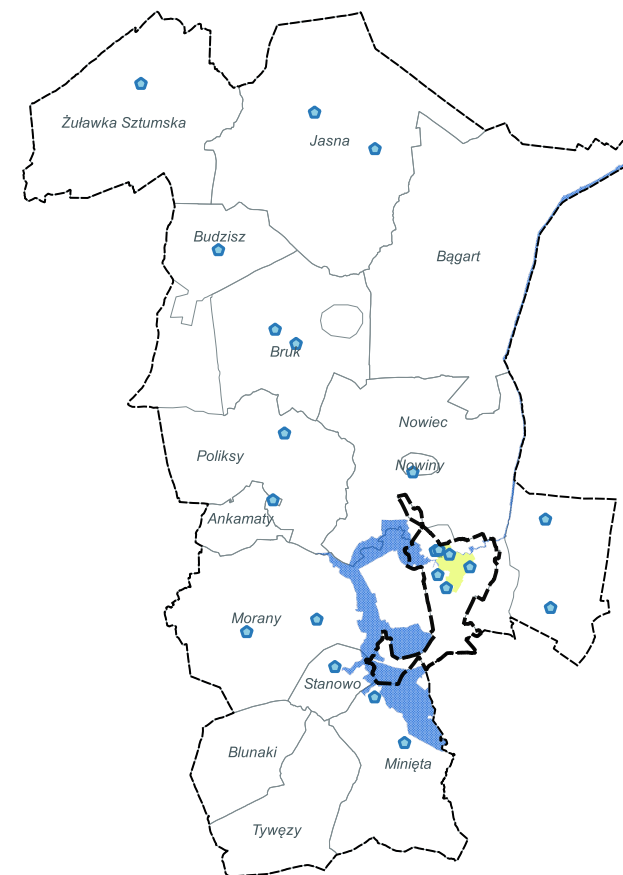 Żuławka Sztumska
Jasna
Budzisz
Bągart
Bruk
Nowiec
Poliksy
Nowiny
Ankamaty
Morany
Stanowo
Blunaki
Minięta
Tywęzy